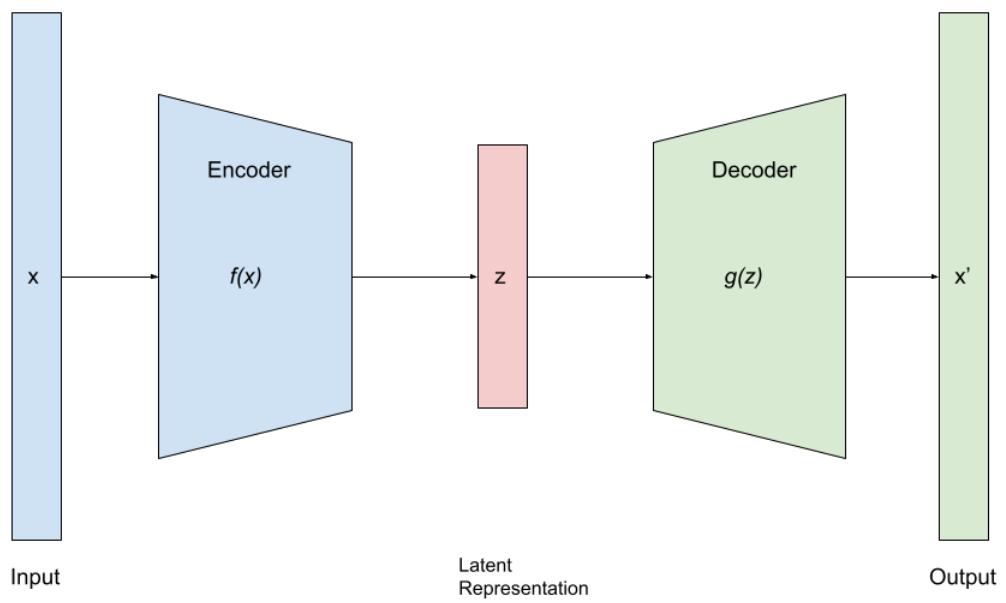 Encoder
Decoder
x
f(x)
z
g(z)
x’
Input
Latent
Representation
Output